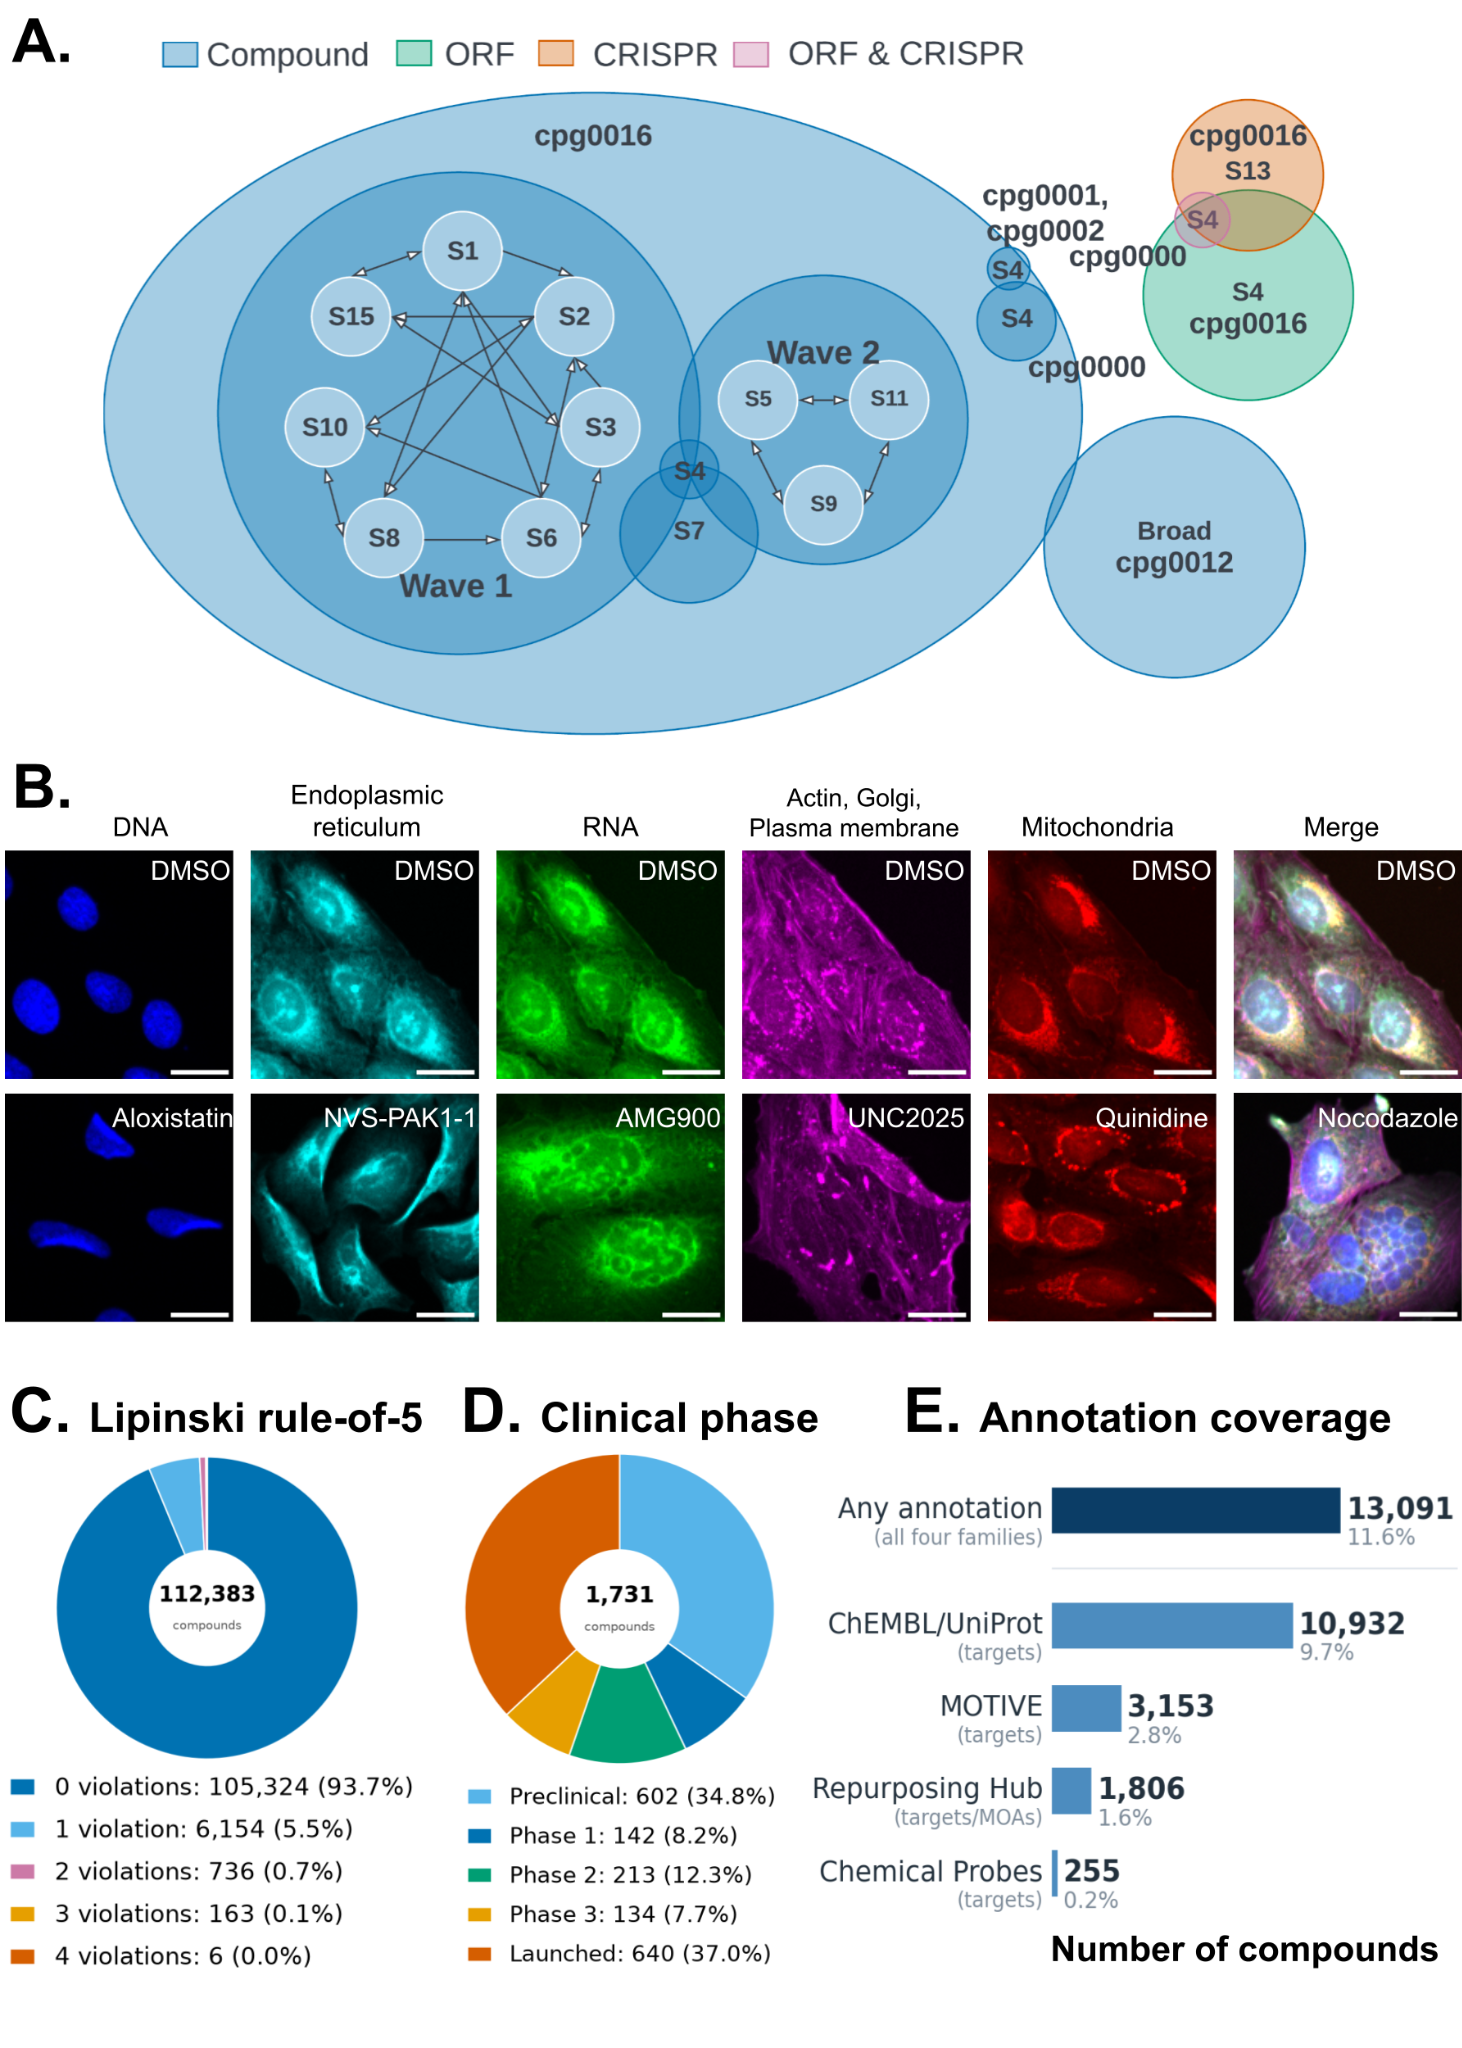 A.
Compound ORF CRISPR ORF & CRISPR
cpg0016
S1
S15
S2
S10
S3
S8
S6
Wave 1
S4
S7
Wave 2
S5
S11
S9
cpg0001,
cpg0002
S4
S4
cpg0000
cpg0016
S13
S4
cpg0000
S4
cpg0016
Broad
cpg0012
B.
DNA
Endoplasmic
reticulum
RNA
Actin, Golgi,
Plasma membrane
Mitochondria
Merge
DMSO DMSO DMSO DMSO DMSO DMSO
Aloxistatin NVS-PAK1-1 AMG900 UNC2025 Quinidine Nocodazole
C. Lipinski rule-of-5
112,383
compounds
0 violations: 105,324 (93.7%)
1 violation: 6,154 (5.5%)
2 violations: 736 (0.7%)
3 violations: 163 (0.1%)
4 violations: 6 (0.0%)
D. Clinical phase
1,731
compounds
Preclinical: 602 (34.8%)
Phase 1: 142 (8.2%)
Phase 2: 213 (12.3%)
Phase 3: 134 (7.7%)
Launched: 640 (37.0%)
E. Annotation coverage
Any annotation
(all four families)
13,091
11.6%
ChEMBL/UniProt
(targets)
10,932
9.7%
MOTIVE
(targets)
3,153
2.8%
Repurposing Hub
(targets/MOAs)
1,806
1.6%
Chemical Probes
(targets)
255
0.2%
Number of compounds